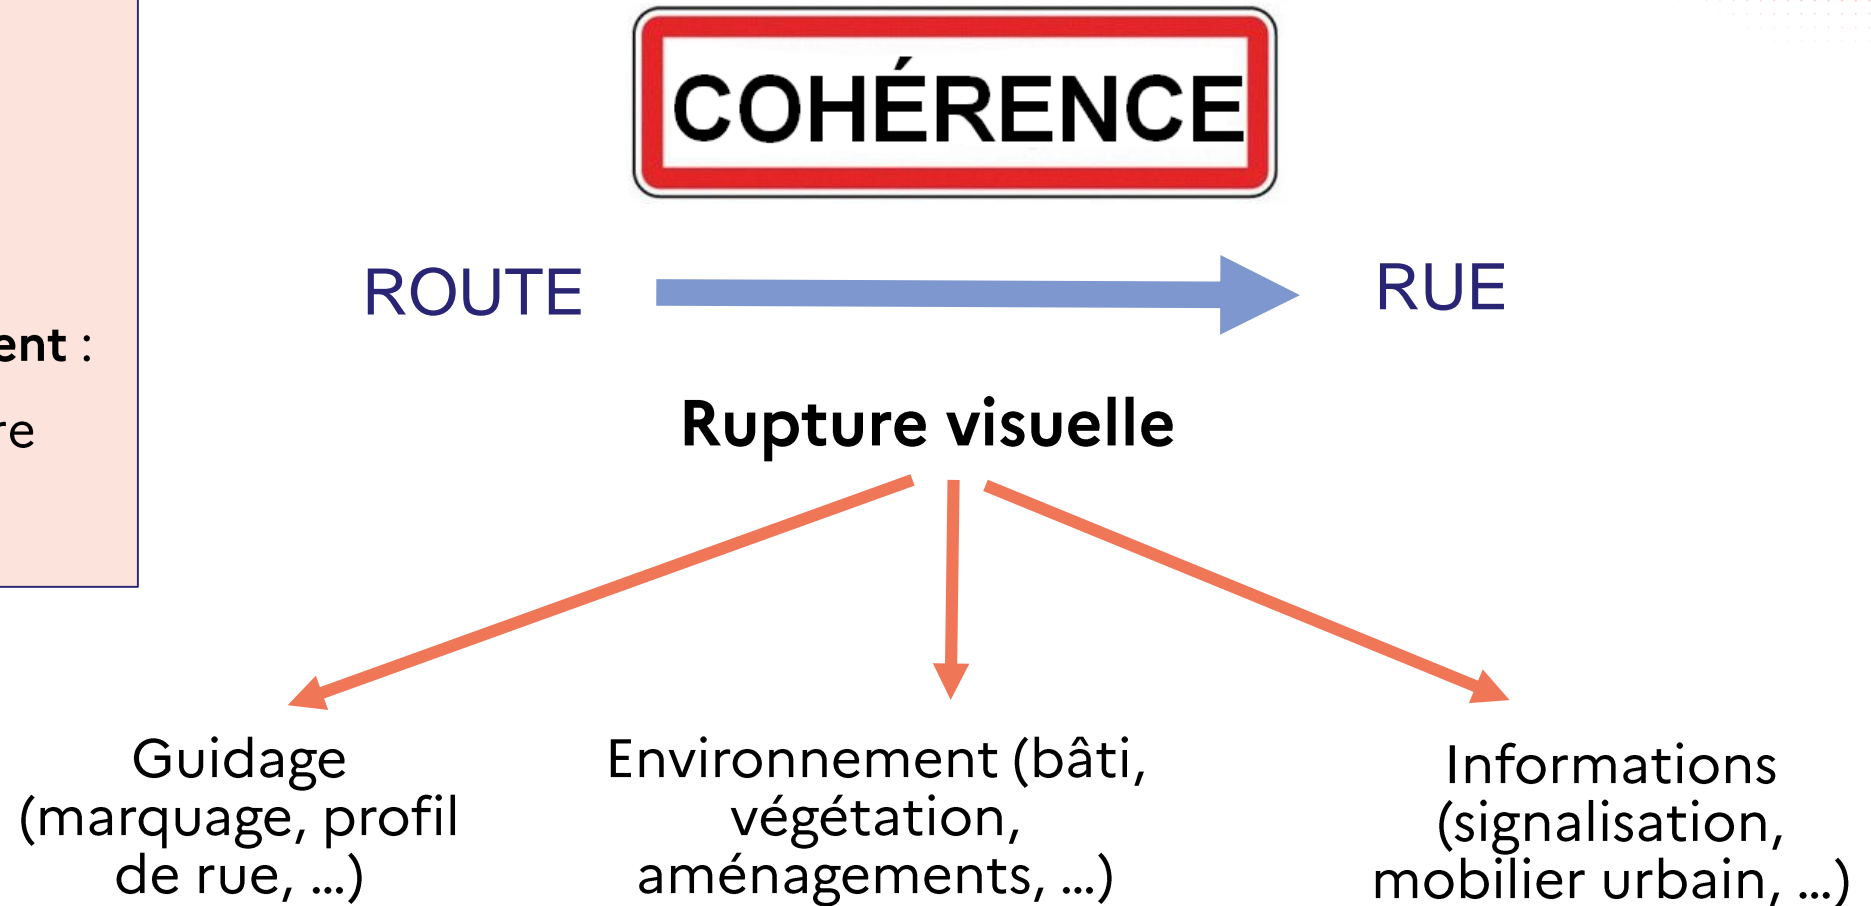 COHÉRENCE
ROUTE
RUE
ent :
re
Rupture visuelle
Guidage
(marquage, profil
de rue, ...)
Environnement (bâti,
végétation,
aménagements, ...)
Informations
(signalisation,
mobilier urbain, ...)